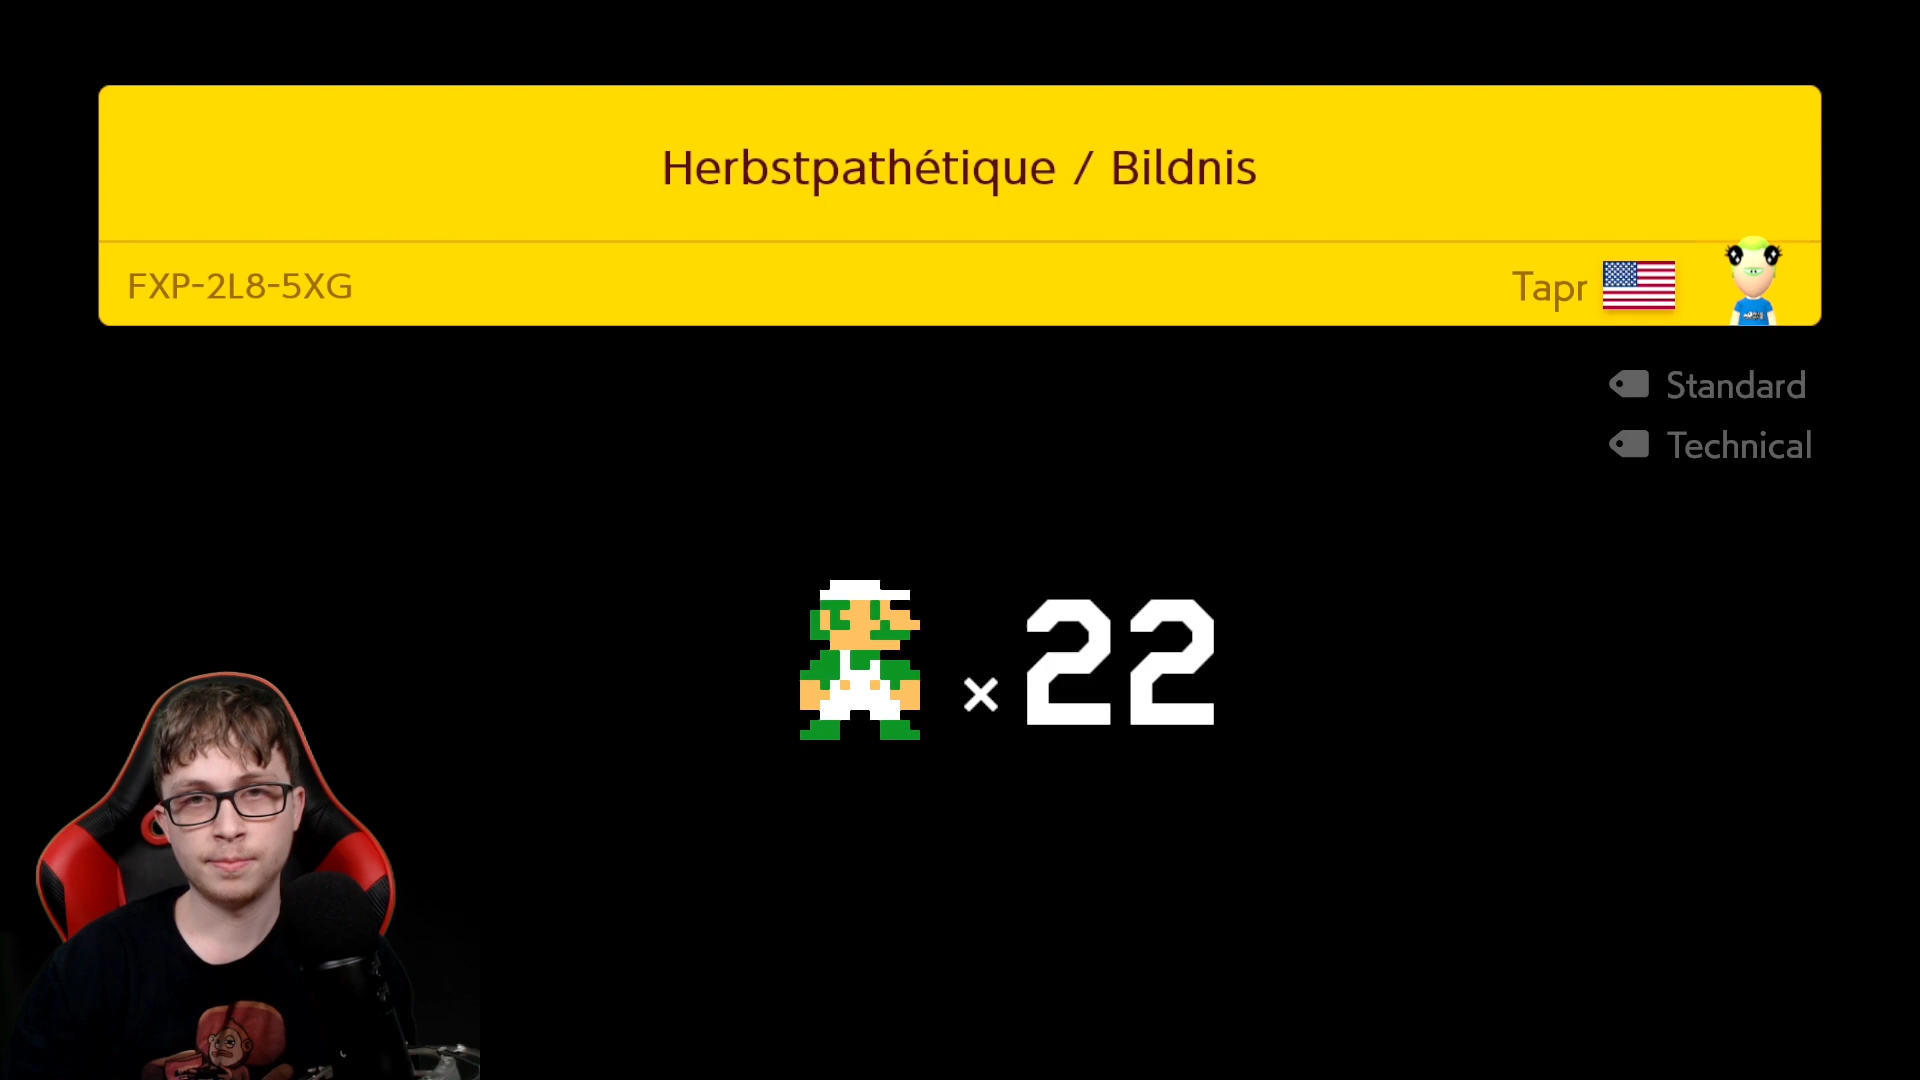 Herbstpathétique / Bildnis
FXP-2L8-5XG
Tapr
Standard
Technical
×22